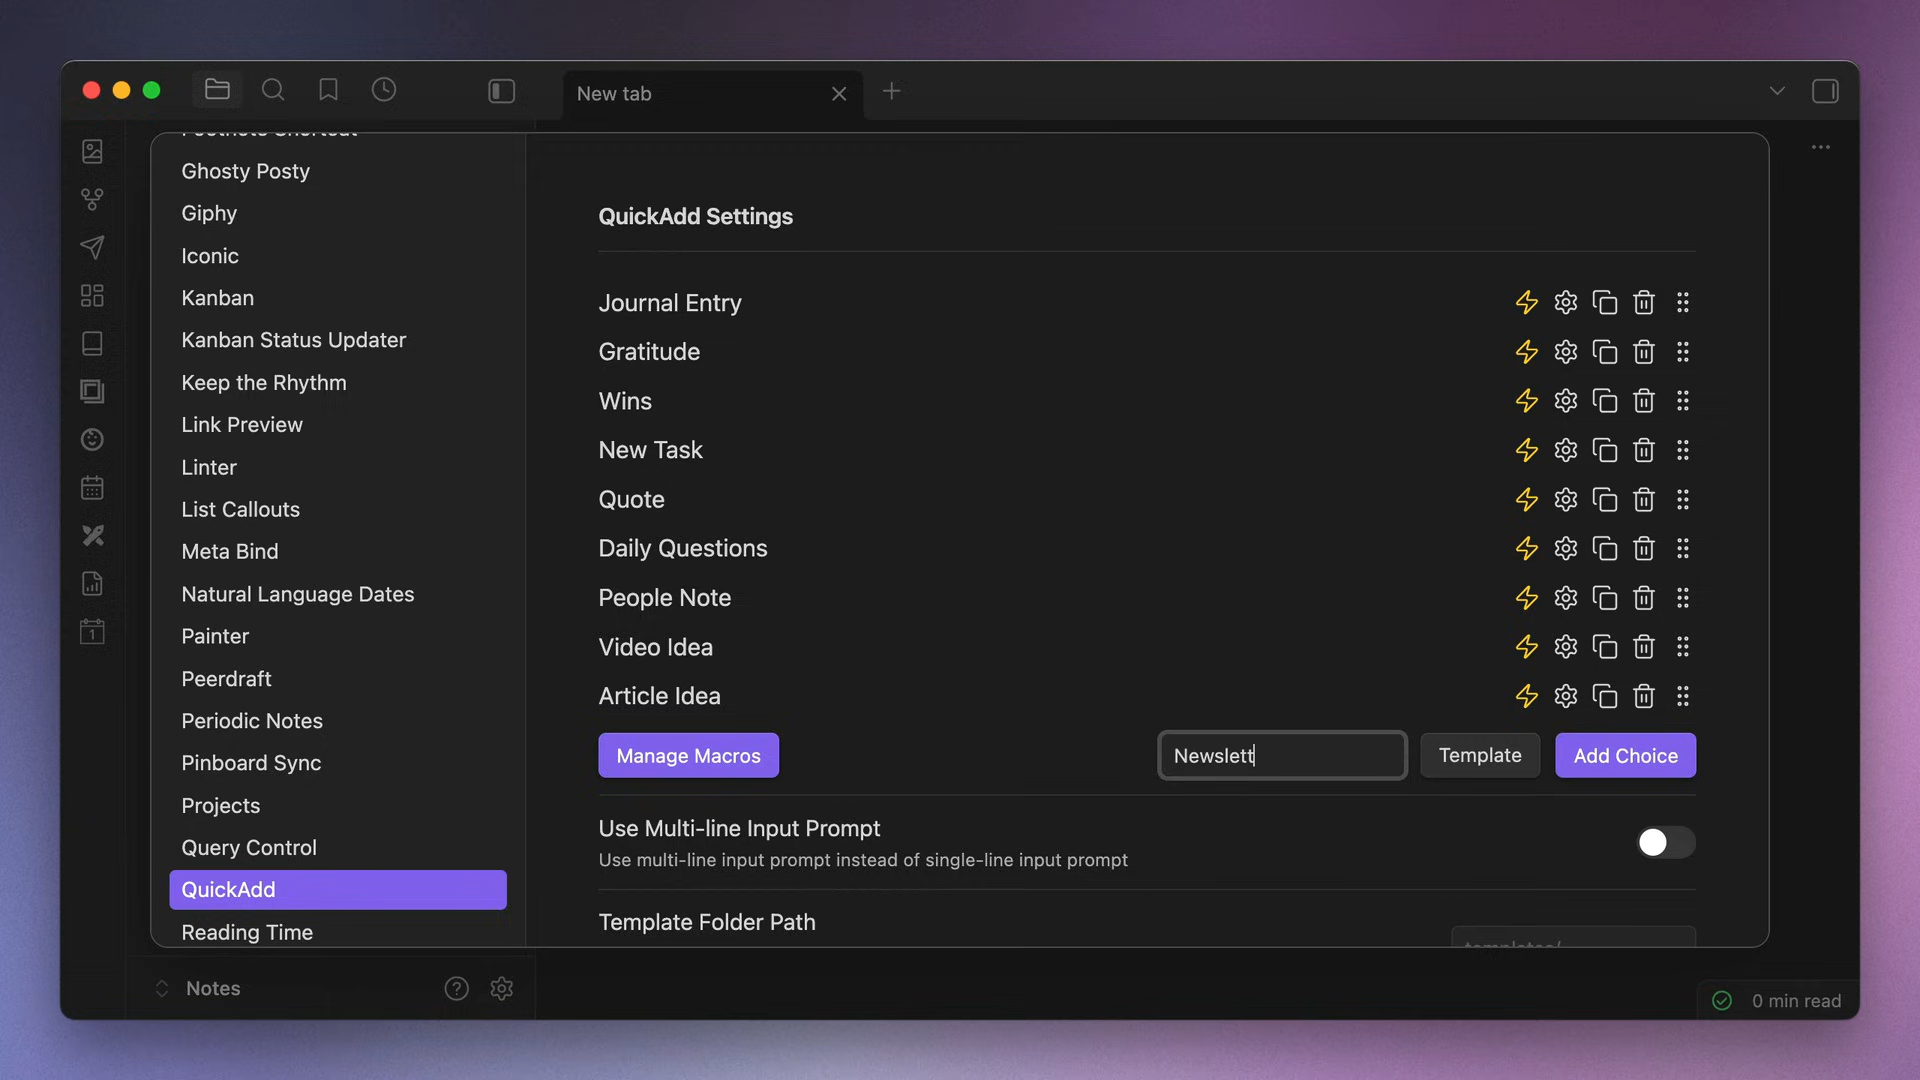 New tab
Footnote Shortcut
Ghosty Posty
Giphy
Iconic
Kanban
Kanban Status Updater
Keep the Rhythm
Link Preview
Linter
List Callouts
Meta Bind
Natural Language Dates
Painter
Peerdraft
Periodic Notes
Pinboard Sync
Projects
Query Control
QuickAdd
Reading Time
QuickAdd Settings
Journal Entry
Gratitude
Wins
New Task
Quote
Daily Questions
People Note
Video Idea
Article Idea
Manage Macros
Newslett
Template
Add Choice
Use Multi-line Input Prompt
Use multi-line input prompt instead of single-line input prompt
Template Folder Path
templates/
1
Notes
0 min read